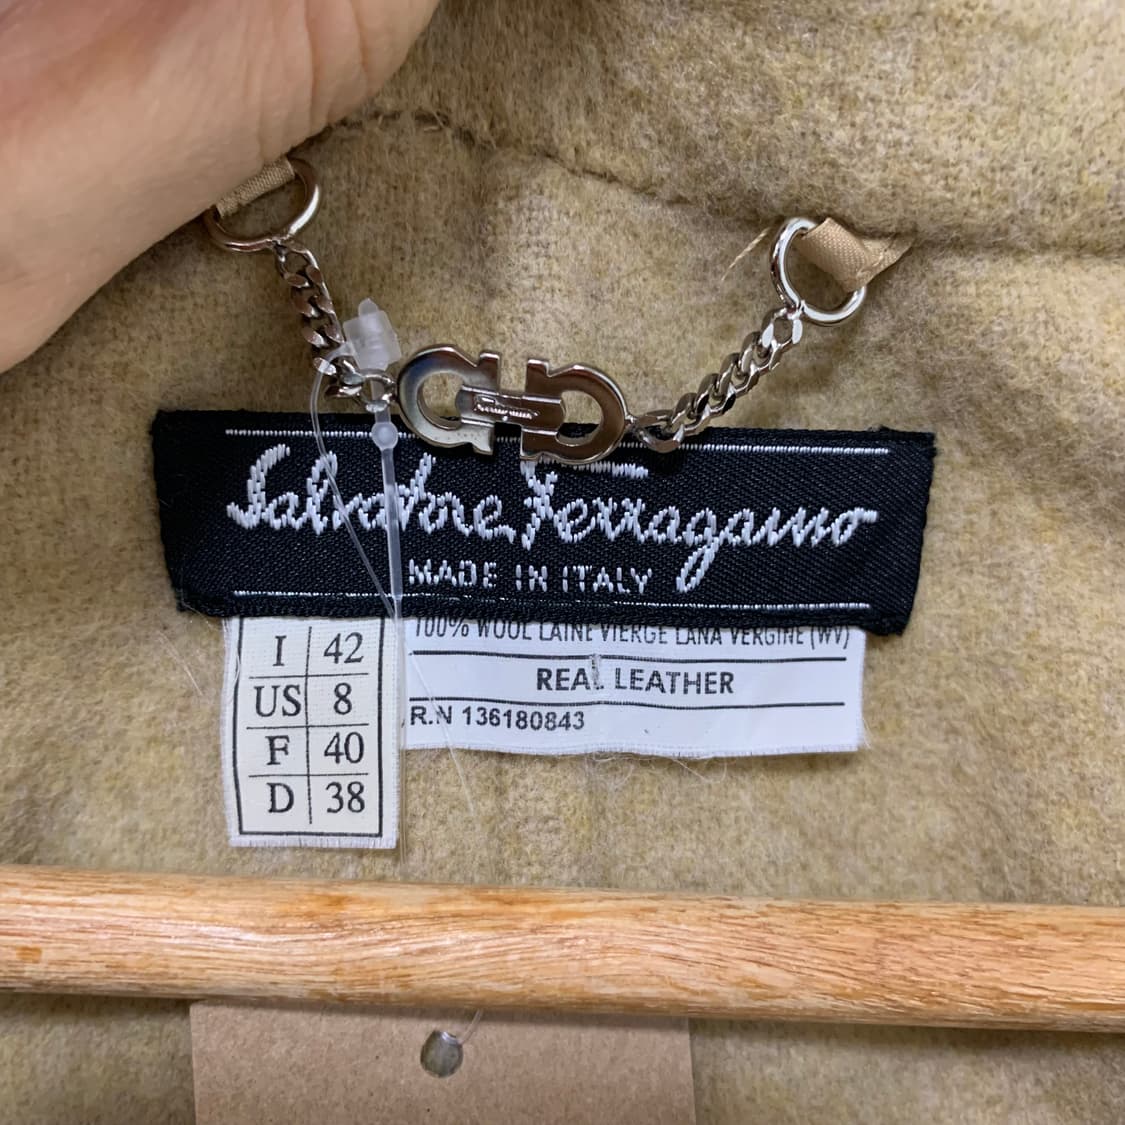 Ferragamo
Salvatore Ferragamo
MADE IN ITALY
100% WOOL LAINE VIERGE LANA VERGINE (WV)
REAL LEATHER
R.N 136180843
I 42
US 8
F 40
D 38